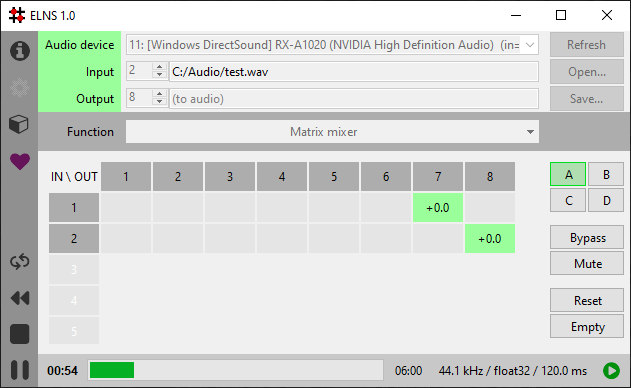 ELNS 1.0
Audio device 11: [Windows DirectSound] RX-A1020 (NVIDIA High Definition Audio) (in= Refresh
Input 2 C:/Audio/test.wav Open...
Output 8 (to audio) Save...
Function Matrix mixer
IN \ OUT 1 2 3 4 5 6 7 8 A B
1 +0.0 C D
2 +0.0 Bypass
3 Mute
4 Reset
5 Empty
00:54 06:00 44.1 kHz / float32 / 120.0 ms